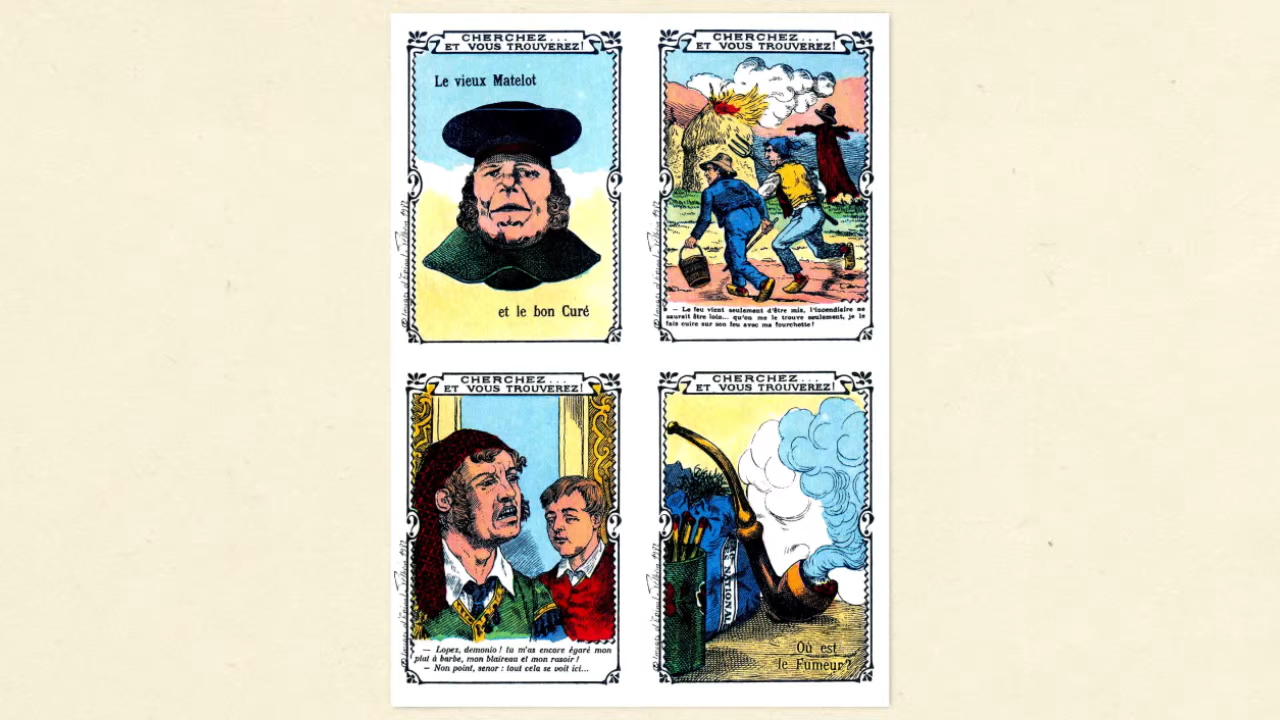 CHERCHEZ...
ET VOUS TROUVEREZ!
Le vieux Matelot
et le bon Curé
CHERCHEZ...
ET VOUS TROUVEREZ!
— Le feu vient seulement d'être mis, l'incendiaire ne
saurait être loin... qu'on me le trouve seulement, je le
fais cuire sur son feu avec ma fourchette!
CHERCHEZ...
ET VOUS TROUVEREZ!
— Lopez, demonio! tu m'as encore égaré mon
plat à barbe, mon blaireau et mon rasoir!
— Non point, senor: tout cela se voit ici...
CHERCHEZ...
ET VOUS TROUVEREZ!
NATIONAL
Où est
le Fumeur?